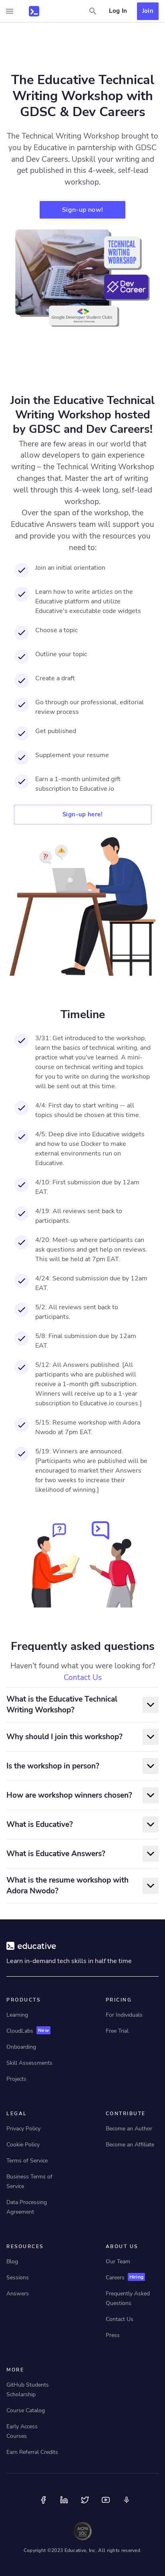 Log In
Join
The Educative Technical
Writing Workshop with
GDSC & Dev Careers
The Technical Writing Workshop brought to
you by Educative in partnership with GDSC
and Dev Careers. Upskill your writing and
get published in this 4-week, self-lead
workshop.
Sign-up now!
TECHNICAL
WRITING
WORKSHOP
Dev
Career
Google Developer Student Clubs
Join the Educative Technical
Writing Workshop hosted
by GDSC and Dev Careers!
There are few areas in our world that
allow developers to gain experience
writing – the Technical Writing Workshop
changes that. Master the art of writing
well through this 4-week, self-lead
workshop.
Over the span of the workshop, the
Educative Answers team will support you
and provide you with the resources you
need to:
Join an initial orientation
Learn how to write articles on the
Educative platform and utilize
Educative's executable code widgets
Choose a topic
Outline your topic
Create a draft
Go through our professional, editorial
review process
Get published
Supplement your resume
Earn a 1-month unlimited gift
subscription to Educative.io
Sign-up here!
Timeline
3/31: Get introduced to the workshop,
learn the basics of technical writing, and
practice what you've learned. A mini-
course on technical writing and topics
for you to write on during the workshop
will be sent out at this time.
4/4: First day to start writing -- all
topics should be chosen at this time.
4/5: Deep dive into Educative widgets
and how to use Docker to make
external environments run on
Educative.
4/10: First submission due by 12am
EAT.
4/19: All reviews sent back to
participants.
4/20: Meet-up where participants can
ask questions and get help on reviews.
This will be held at 7pm EAT.
4/24: Second submission due by 12am
EAT.
5/2: All reviews sent back to
participants.
5/8: Final submission due by 12am
EAT.
5/12: All Answers published. [All
participants who are published will
receive a 1-month gift subscription.
Winners will receive up to a 1-year
subscription to Educative.io courses.]
5/15: Resume workshop with Adora
Nwodo at 7pm EAT.
5/19: Winners are announced.
[Participants who are published will be
encouraged to market their Answers
for two weeks to increase their
likelihood of winning.]
Frequently asked questions
Haven't found what you were looking for?
Contact Us
What is the Educative Technical
Writing Workshop?
Why should I join this workshop?
Is the workshop in person?
How are workshop winners chosen?
What is Educative?
What is Educative Answers?
What is the resume workshop with
Adora Nwodo?
educative
Learn in-demand tech skills in half the time
PRODUCTS
Learning
CoudLabs New
Onboarding
Skill Assessments
Projects
PRICING
For Individuals
Free Trial
LEGAL
Privacy Policy
Cookie Policy
Terms of Service
Business Terms of
Service
Data Processing
Agreement
CONTRIBUTE
Become an Author
Become an Affiliate
RESOURCES
Blog
Sessions
Answers
ABOUT US
Our Team
Careers Hiring
Frequently Asked
Questions
Contact Us
Press
MORE
GitHub Students
Scholarship
Course Catalog
Early Access
Courses
Earn Referral Credits
Copyright ©2023 Educative, Inc. All rights reserved.